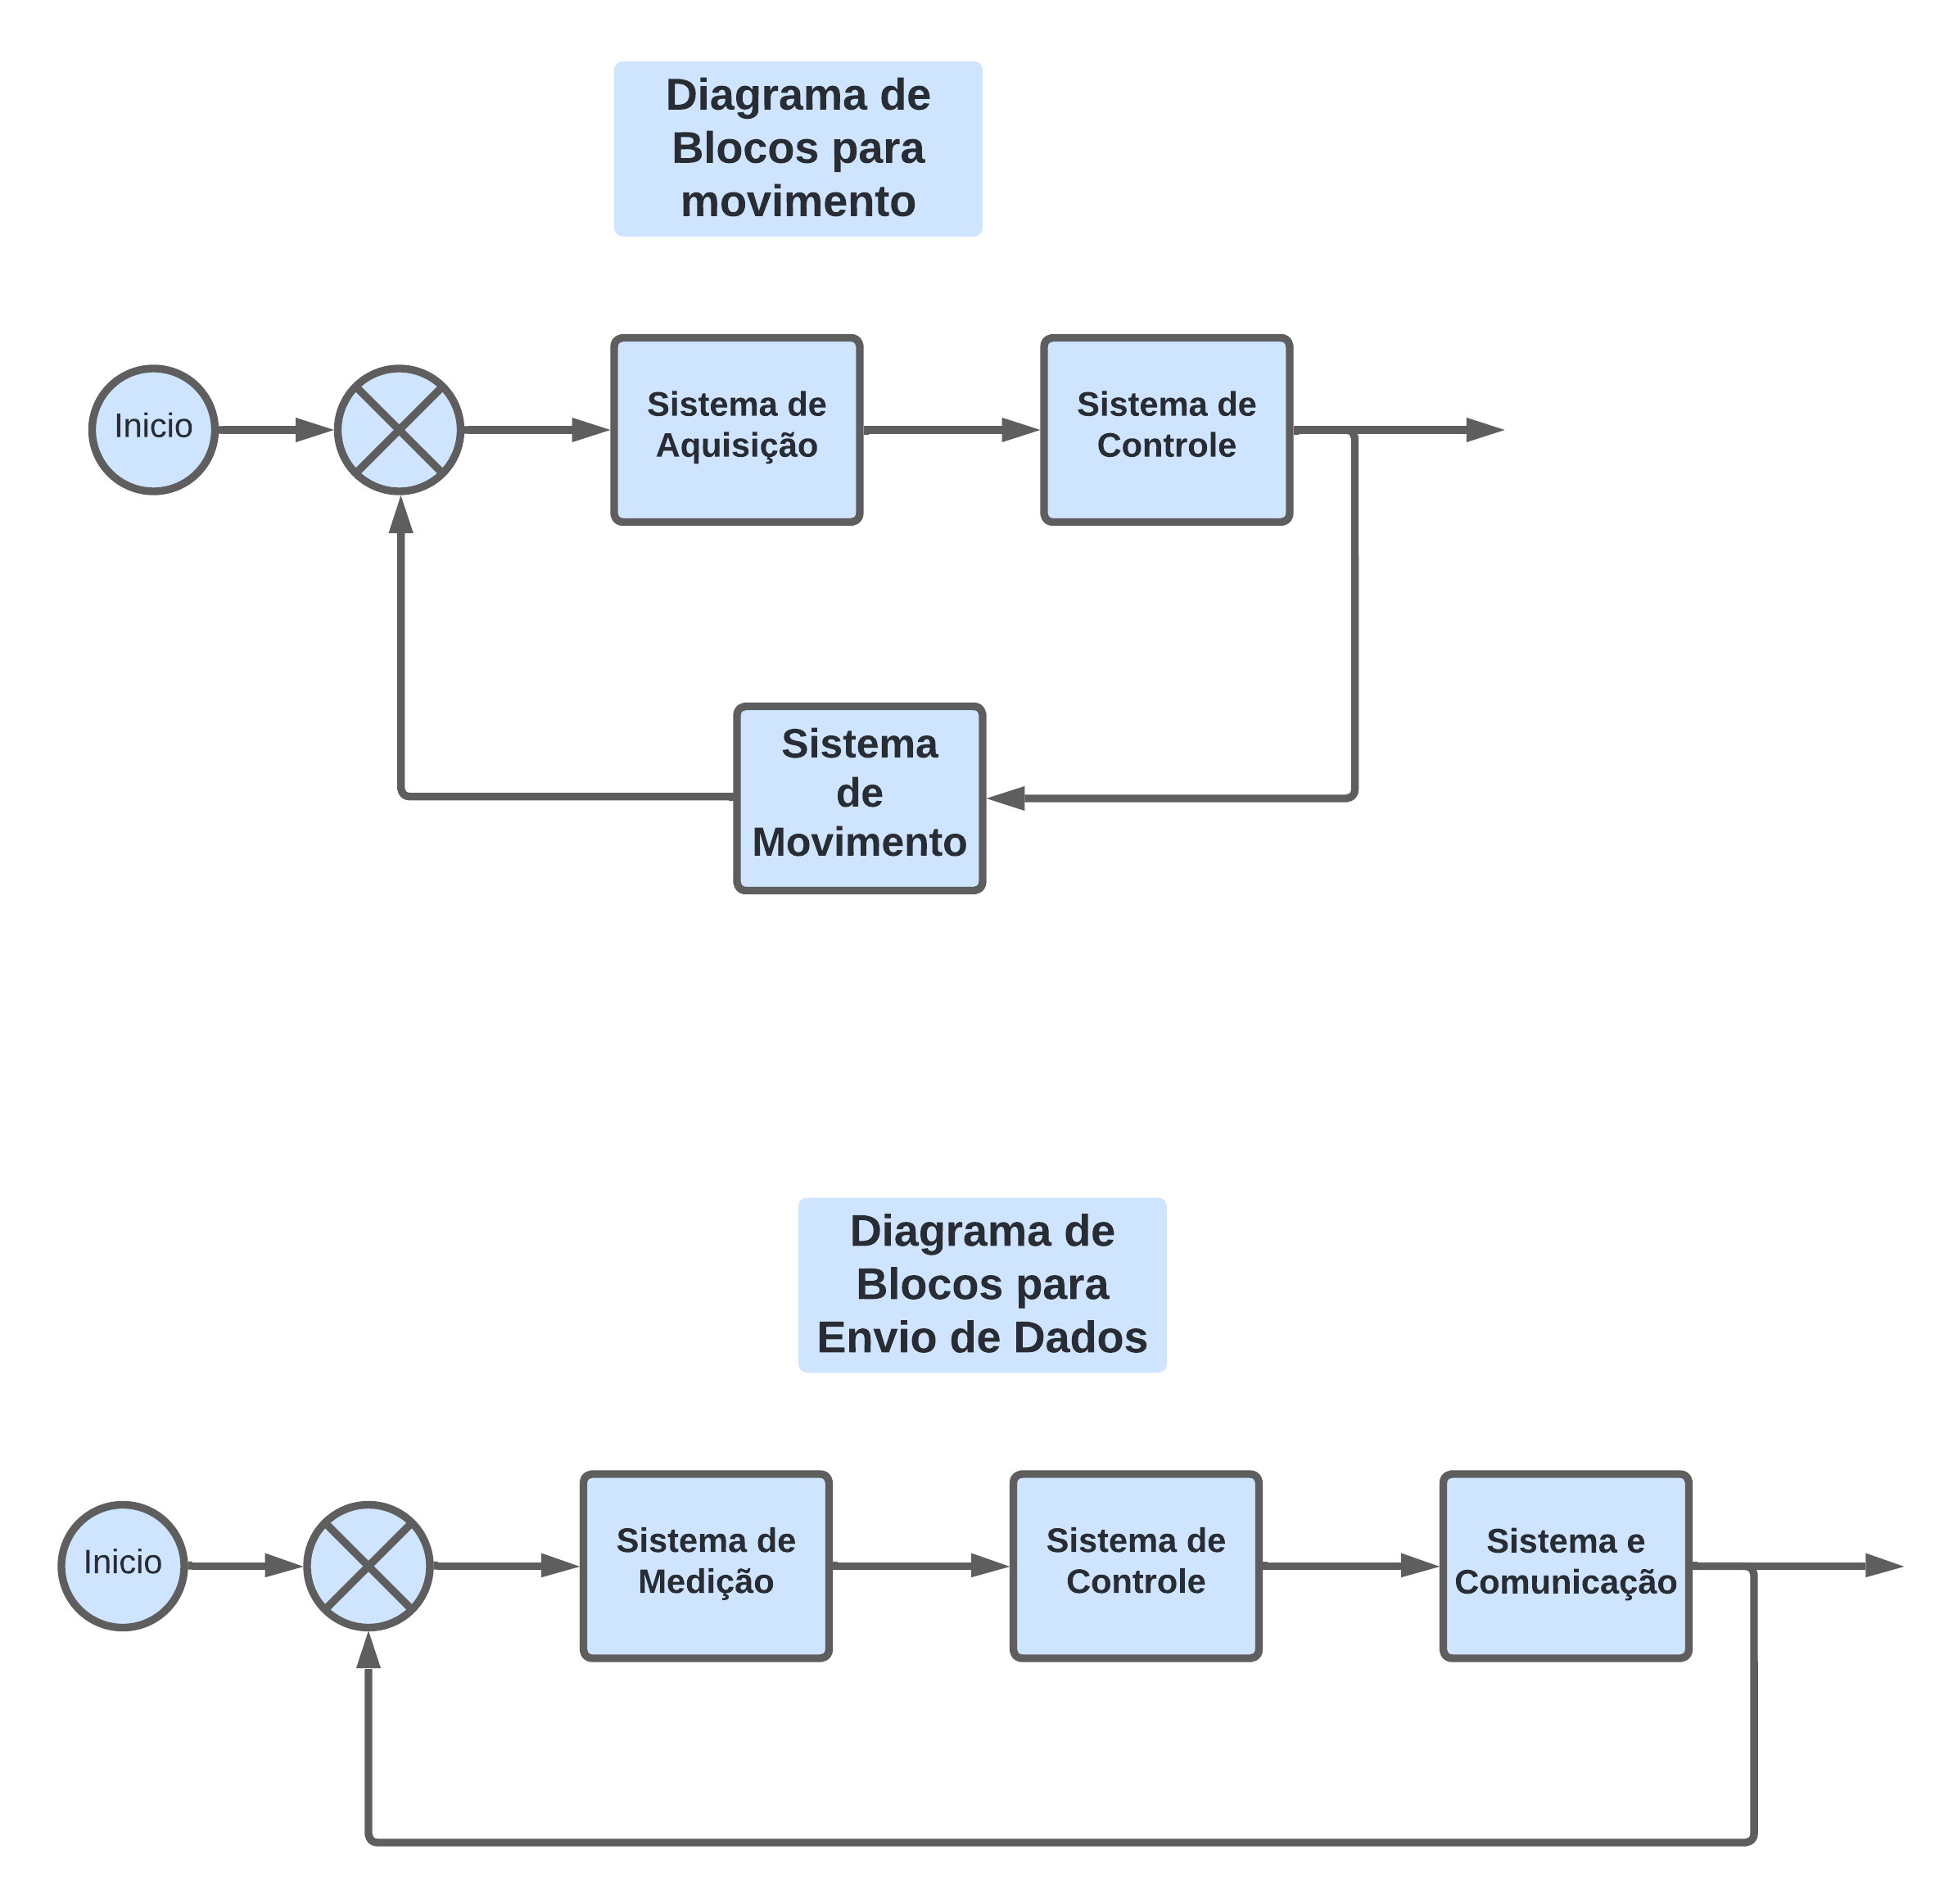 Diagrama de
Blocos para
movimento
Inicio
Sistema de
Aquisição
Sistema de
Controle
Sistema
de
Movimento
Diagrama de
Blocos para
Envio de Dados
Inicio
Sistema de
Medição
Sistema de
Controle
Sistema e
Comunicação